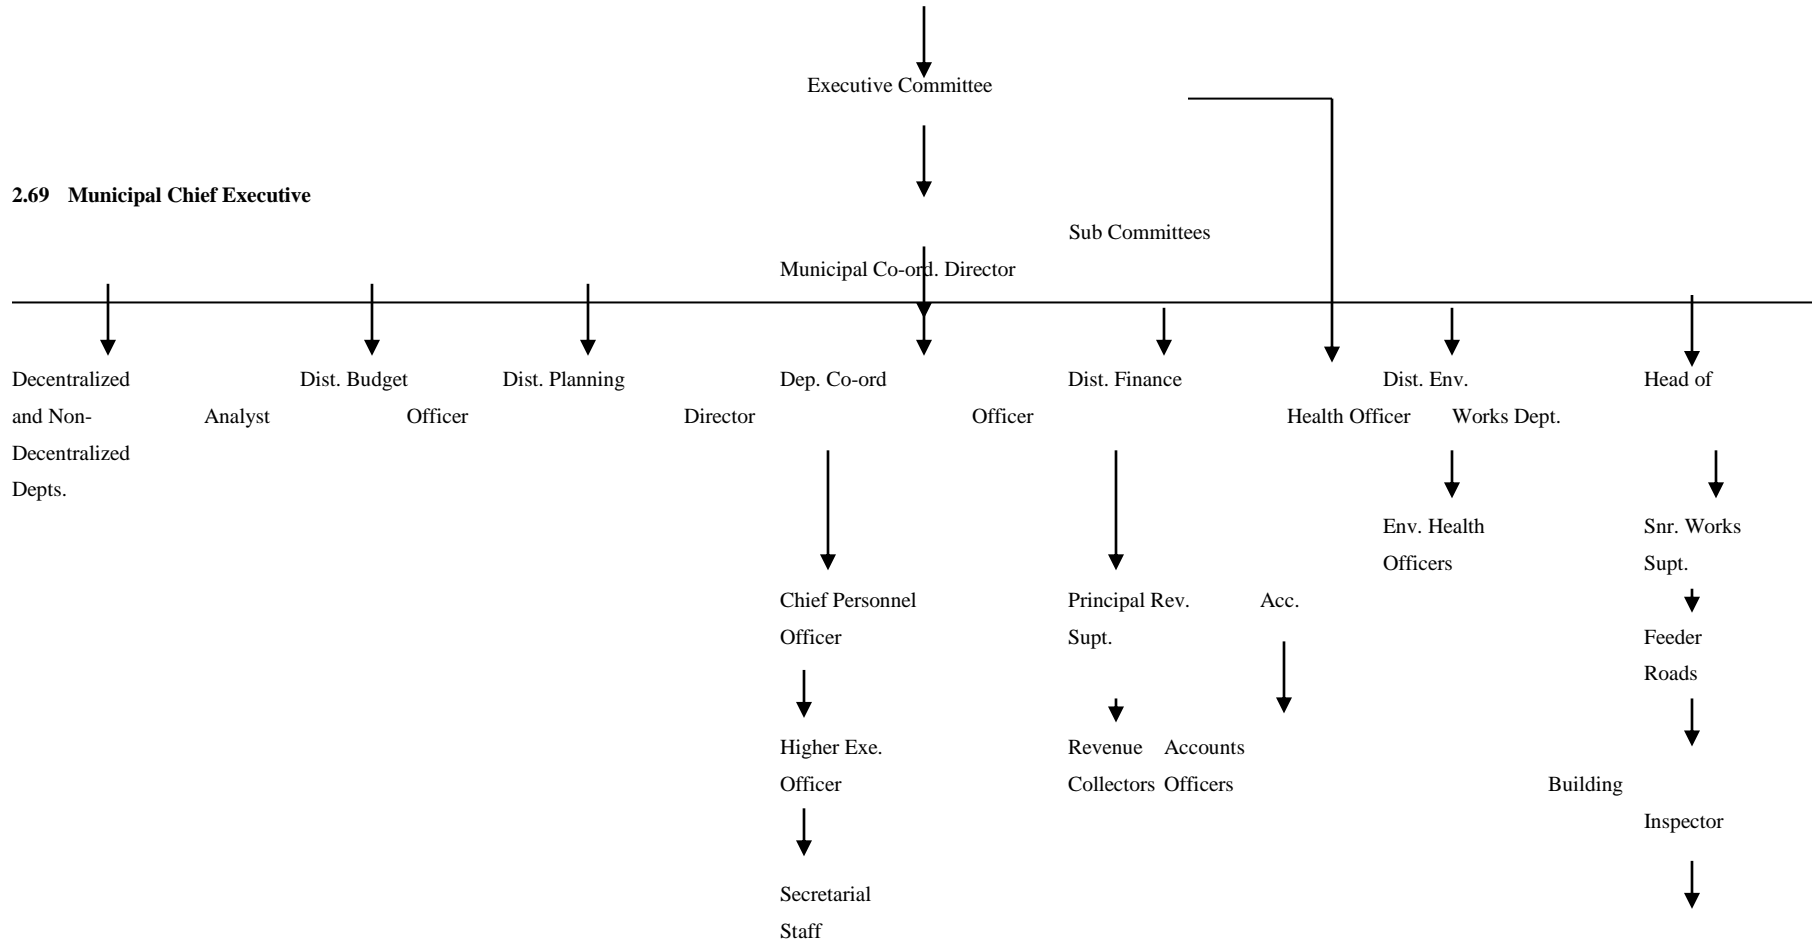 Executive Committee
2.69 Municipal Chief Executive
Sub Committees
Municipal Co-ord. Director
Decentralized Dist. Budget Dist. Planning Dep. Co-ord Dist. Finance Dist. Env. Head of
and Non- Analyst Officer Director Officer Health Officer Works Dept.
Decentralized
Depts.
Env. Health Snr. Works
Officers Supt.
Chief Personnel Principal Rev. Acc.
Officer Supt. Feeder
Roads
Higher Exe. Revenue Accounts
Officer Collectors Officers Building
Inspector
Secretarial
Staff